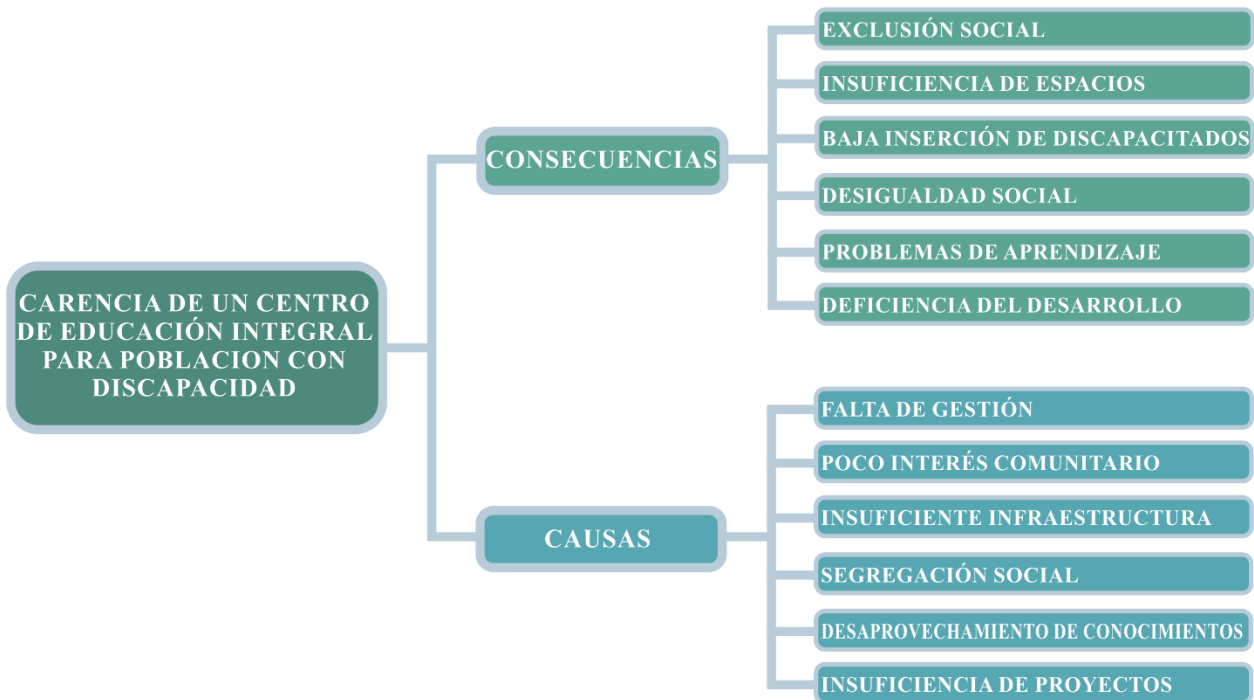 CARENCIA DE UN CENTRO
DE EDUCACIÓN INTEGRAL
PARA POBLACION CON
DISCAPACIDAD
CONSECUENCIAS
EXCLUSIÓN SOCIAL
INSUFICIENCIA DE ESPACIOS
BAJA INSERCIÓN DE DISCAPACITADOS
DESIGUALDAD SOCIAL
PROBLEMAS DE APRENDIZAJE
DEFICIENCIA DEL DESARROLLO
CAUSAS
FALTA DE GESTIÓN
POCO INTERÉS COMUNITARIO
INSUFICIENTE INFRAESTRUCTURA
SEGREGACIÓN SOCIAL
DESAPROVECHAMIENTO DE CONOCIMIENTOS
INSUFICIENCIA DE PROYECTOS